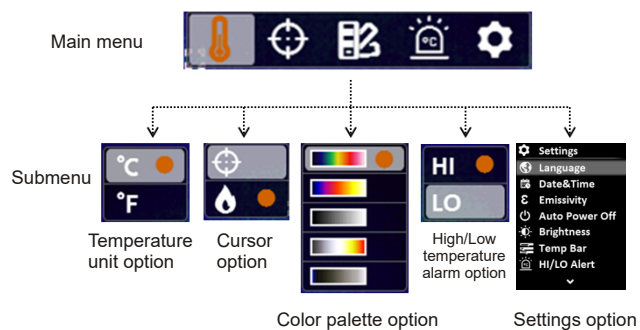 Main menu
°C
Submenu
°C
°F
HI
LO
Settings
Language
Date&Time
ε Emissivity
Auto Power Off
Brightness
Temp Bar
HI/LO Alert
Temperature
unit option
Cursor
option
High/Low
temperature
alarm option
Color palette option
Settings option